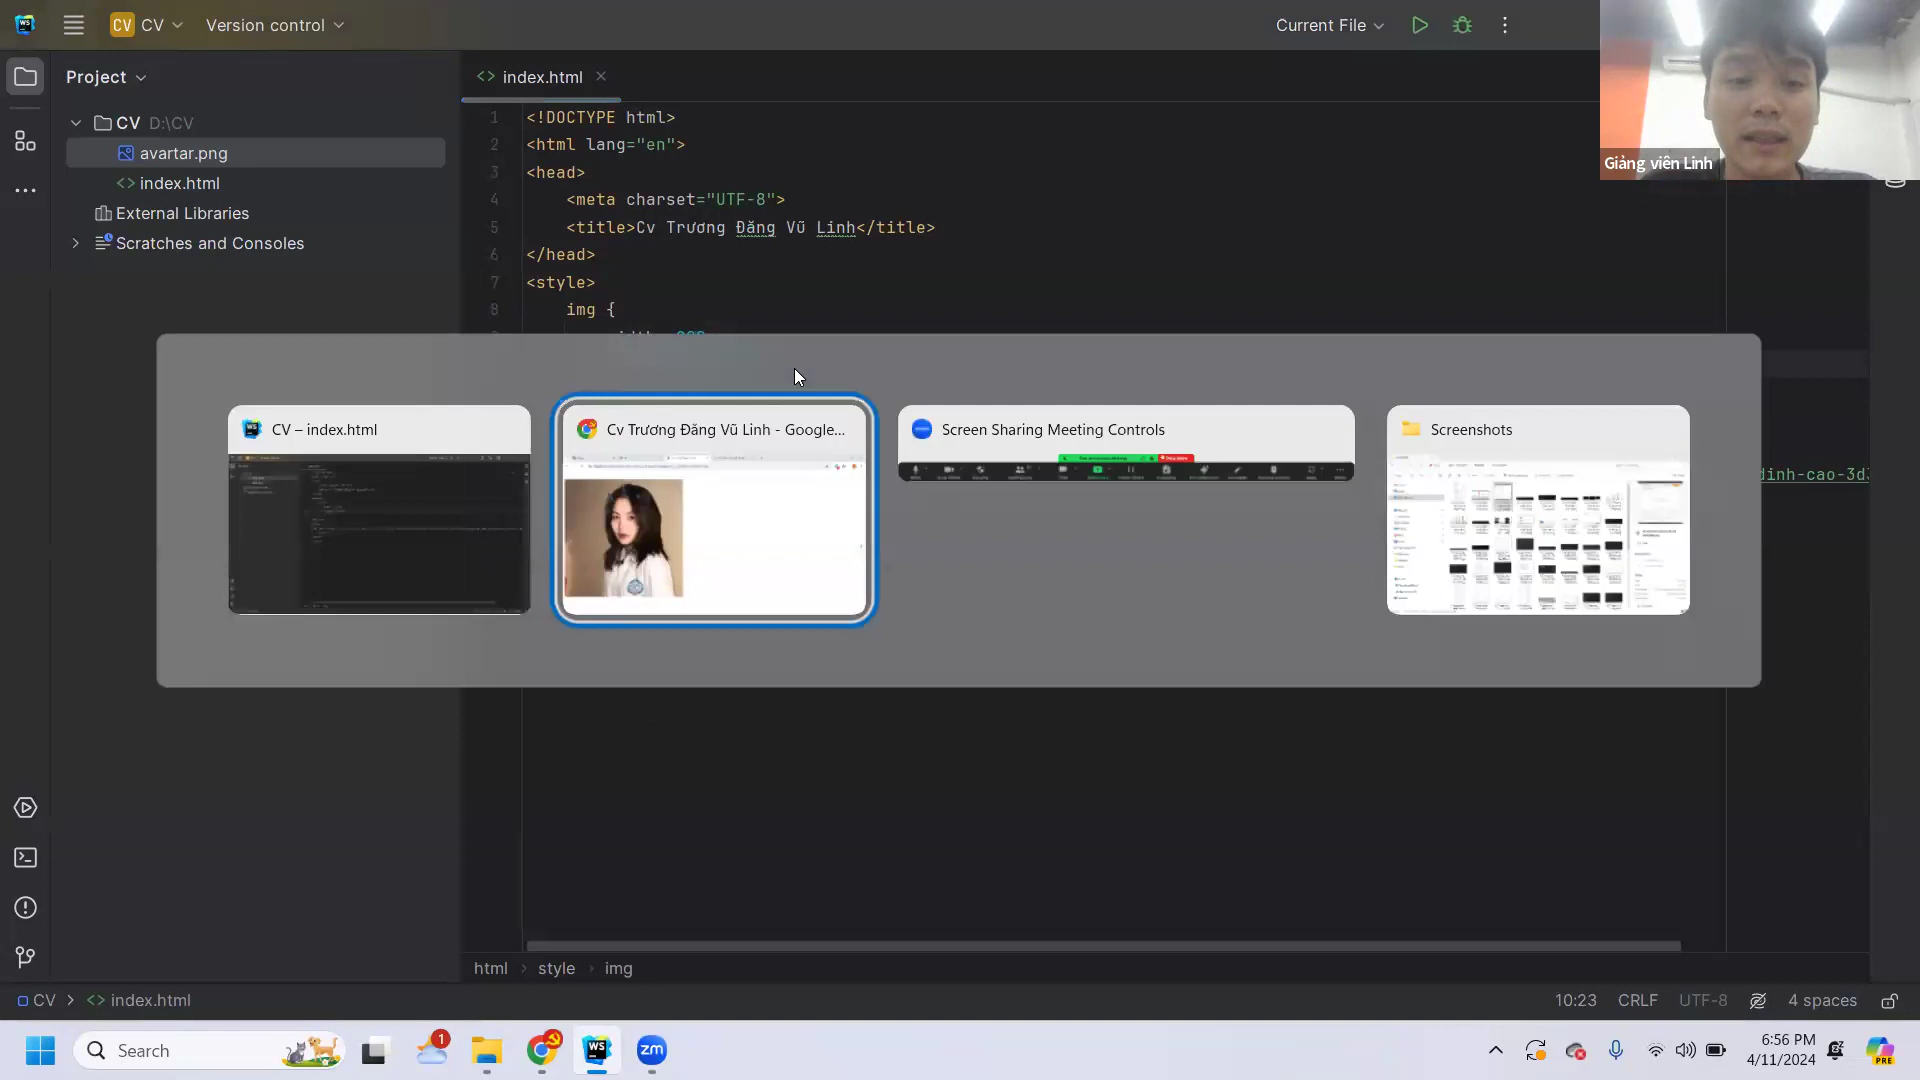 CV CV Version control
Current File
Project
index.html
CV D:\CV
avartar.png
index.html
External Libraries
Scratches and Consoles
1 <!DOCTYPE html>
2 <html lang="en">
3 <head>
4 <meta charset="UTF-8">
5 <title>Cv Trương Đăng Vũ Linh</title>
6 </head>
7 <style>
8 img {
Giảng viên Linh
CV – index.html
Cv Trương Đăng Vũ Linh - Google...
Screen Sharing Meeting Controls
Screenshots
html › style › img
CV > index.html
10:23 CRLF UTF-8 4 spaces
Search
1
zm
6:56 PM
4/11/2024
PRE